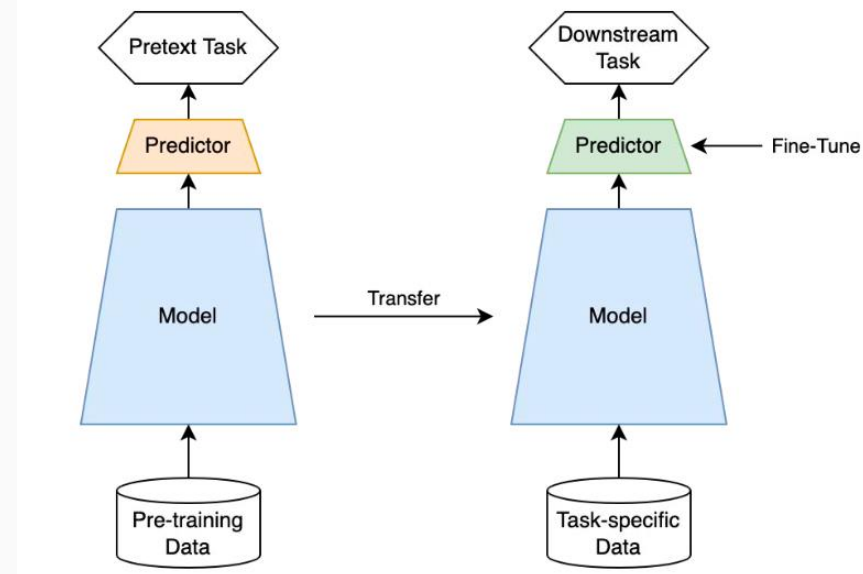 Pretext Task
Downstream
Task
Predictor
Predictor
Fine-Tune
Model
Transfer
Model
Pre-training
Data
Task-specific
Data